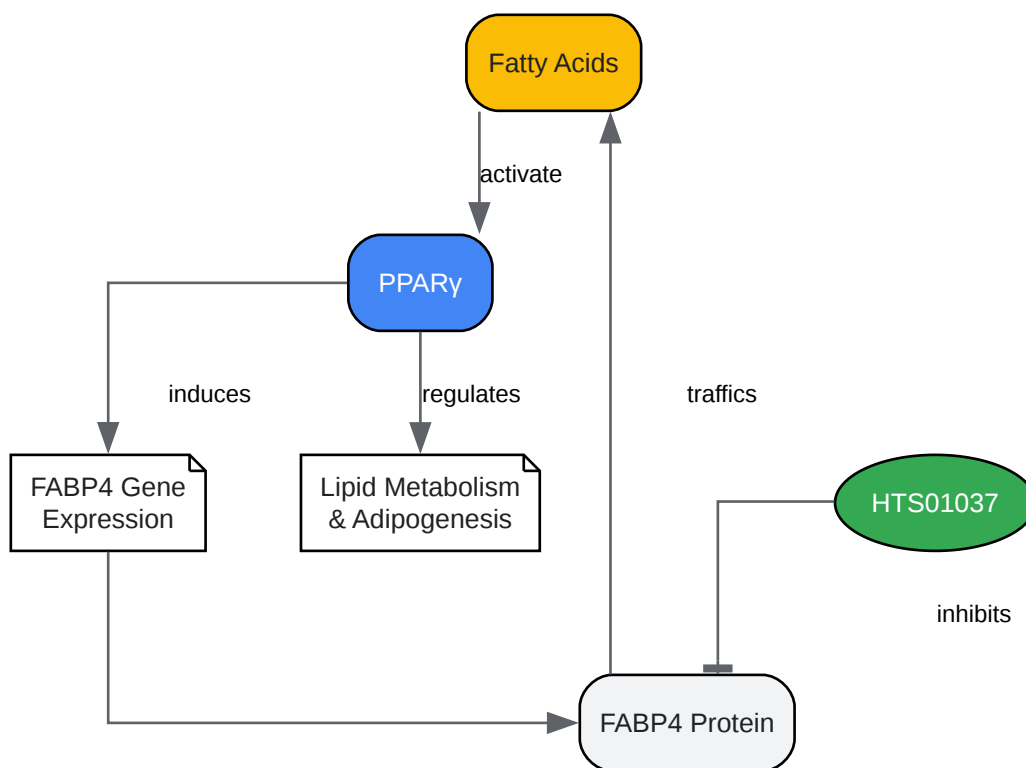 Fatty Acids
activate
PPARγ
induces
regulates
traffics
FABP4 Gene
Expression
Lipid Metabolism
& Adipogenesis
HTS01037
inhibits
FABP4 Protein